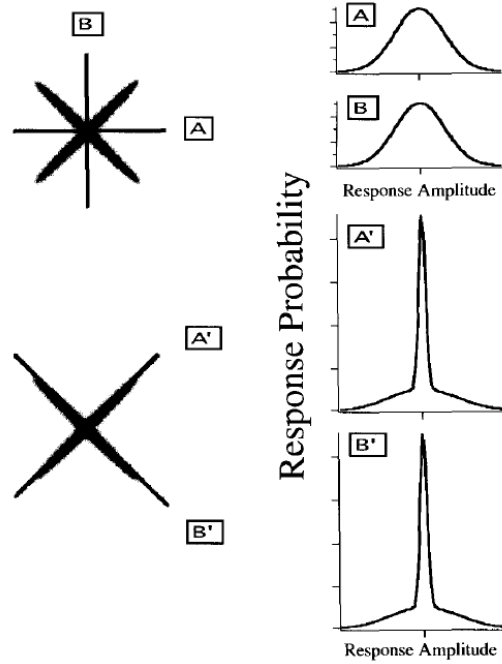 B
A
A
B
Response Amplitude
Response Probability
A'
A'
B'
B'
Response Amplitude